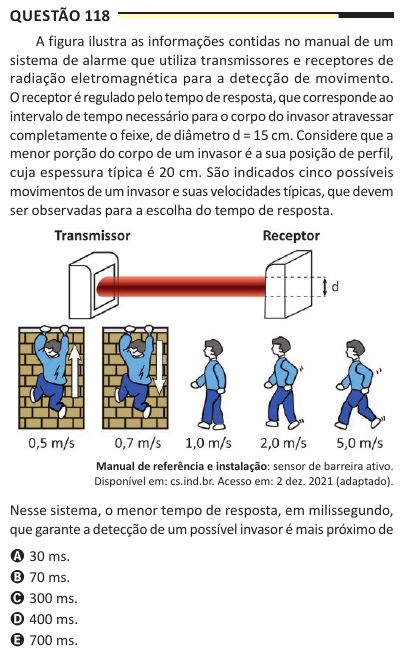 QUESTÃO 118
A figura ilustra as informações contidas no manual de um
sistema de alarme que utiliza transmissores e receptores de
radiação eletromagnética para a detecção de movimento.
O receptor é regulado pelo tempo de resposta, que corresponde ao
intervalo de tempo necessário para o corpo do invasor atravessar
completamente o feixe, de diâmetro d = 15 cm. Considere que a
menor porção do corpo de um invasor é a sua posição de perfil,
cuja espessura típica é 20 cm. São indicados cinco possíveis
movimentos de um invasor e suas velocidades típicas, que devem
ser observadas para a escolha do tempo de resposta.
Transmissor Receptor
d
0,5 m/s 0,7 m/s 1,0 m/s 2,0 m/s 5,0 m/s
Manual de referência e instalação: sensor de barreira ativo.
Disponível em: cs.ind.br. Acesso em: 2 dez. 2021 (adaptado).
Nesse sistema, o menor tempo de resposta, em milissegundo,
que garante a detecção de um possível invasor é mais próximo de
A 30 ms.
B 70 ms.
C 300 ms.
D 400 ms.
E 700 ms.